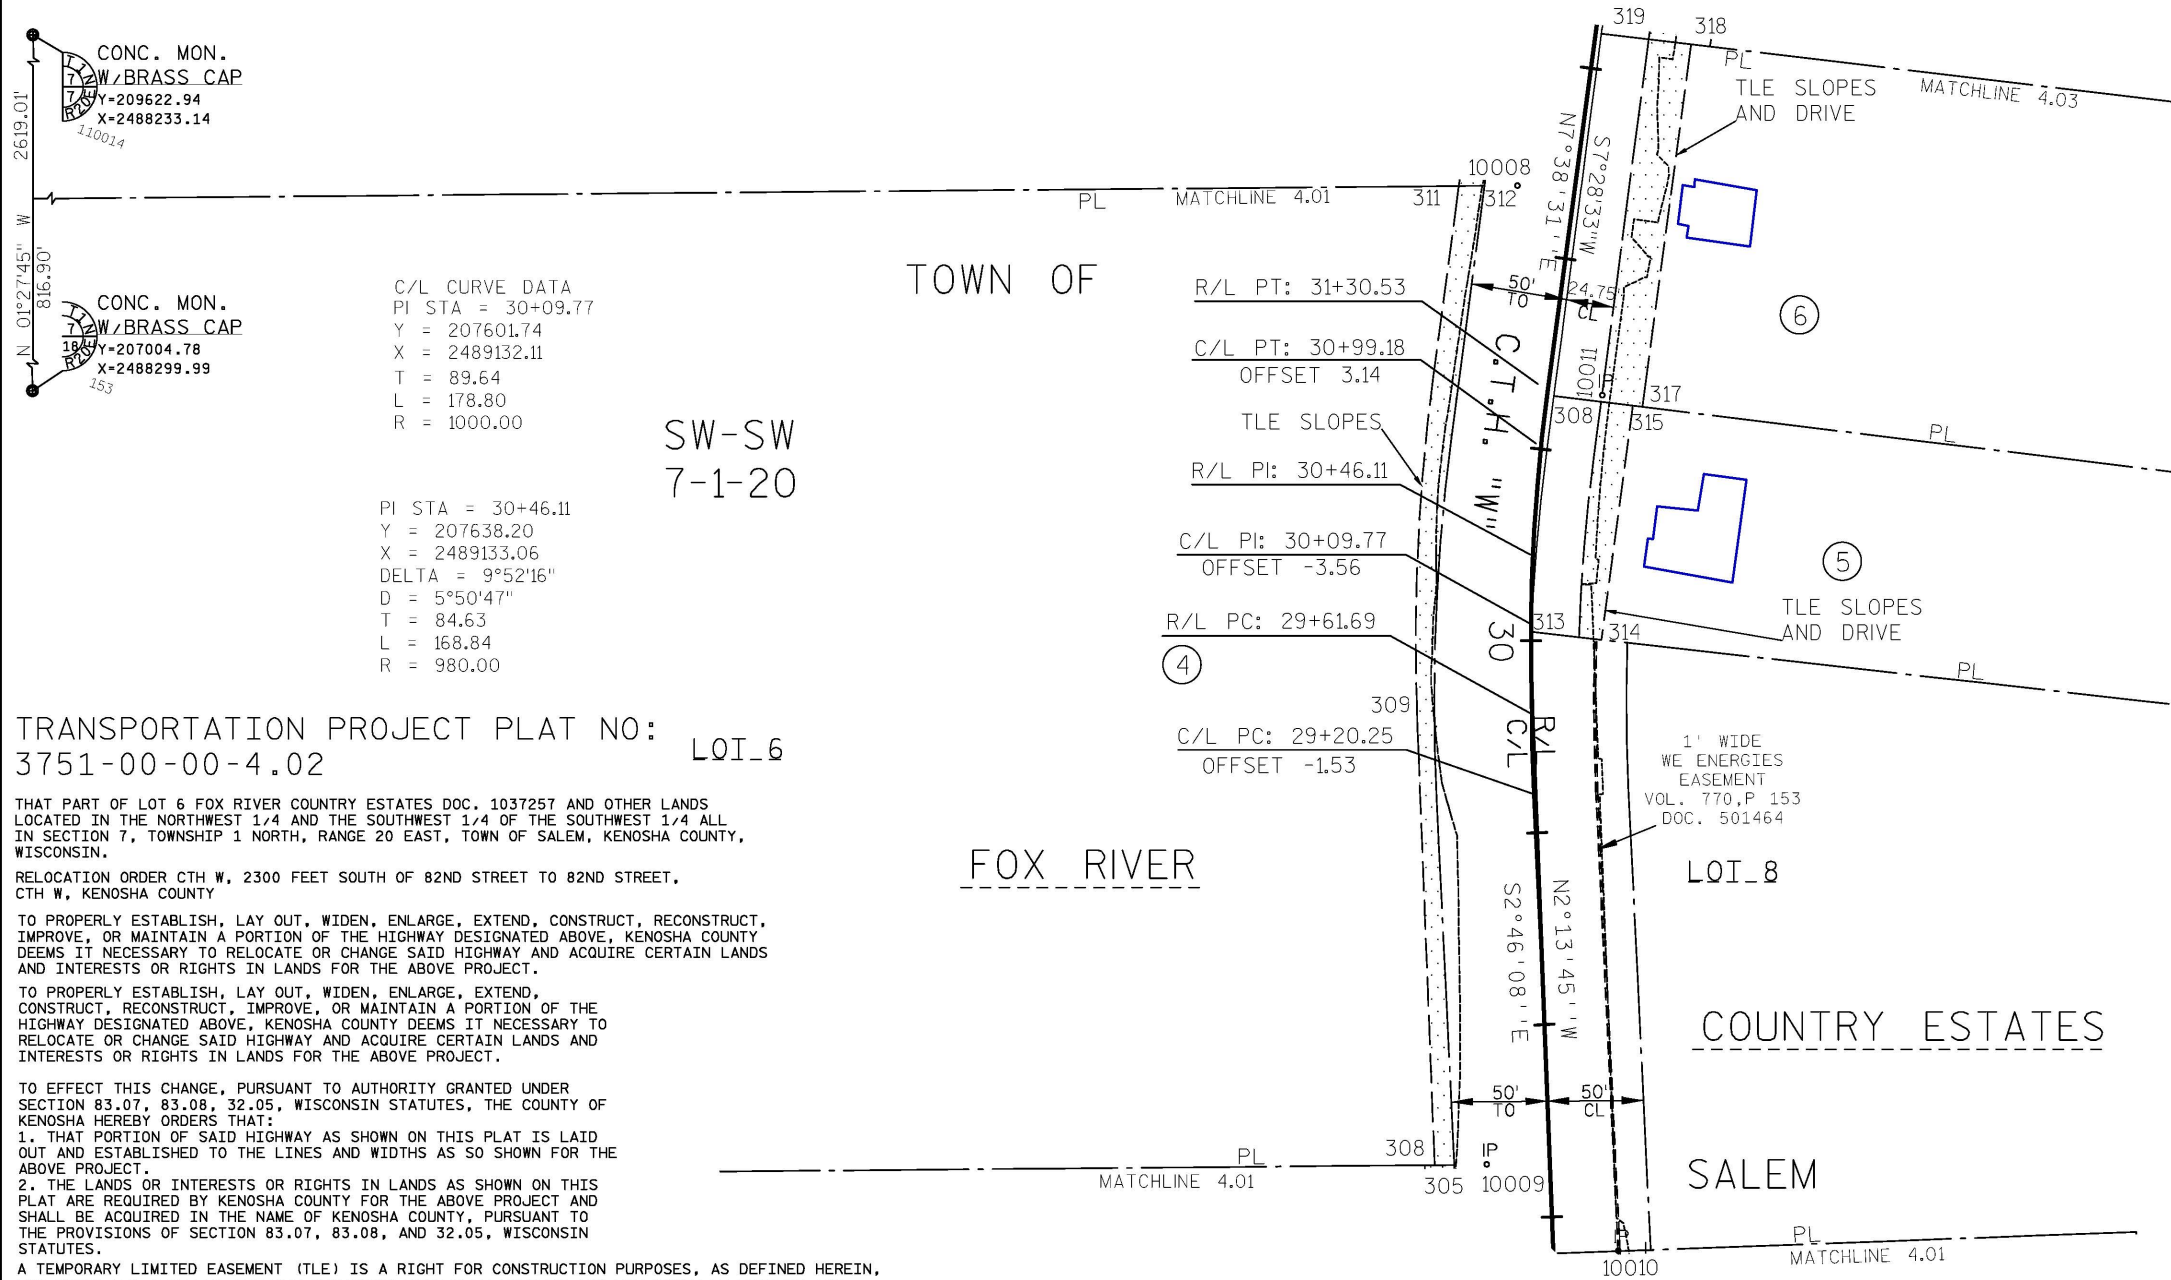 CONC. MON.
W/BRASS CAP
Y=209622.94
X=2488233.14
110014
T1N
7
7
R20E
2619.01'
N 01°27'45" W
816.90'
CONC. MON.
W/BRASS CAP
Y=207004.78
X=2488299.99
153
T1N
7
18
R20E
C/L CURVE DATA
PI STA = 30+09.77
Y = 207601.74
X = 2489132.11
T = 89.64
L = 178.80
R = 1000.00
PI STA = 30+46.11
Y = 207638.20
X = 2489133.06
DELTA = 9°52'16"
D = 5°50'47"
T = 84.63
L = 168.84
R = 980.00
SW-SW
7-1-20
TOWN OF
PL
MATCHLINE 4.01
311
312
10008
R/L PT: 31+30.53
C/L PT: 30+99.18
OFFSET 3.14
TLE SLOPES
R/L PI: 30+46.11
C/L PI: 30+09.77
OFFSET -3.56
R/L PC: 29+61.69
4
309
C/L PC: 29+20.25
OFFSET -1.53
319
318
PL
TLE SLOPES
AND DRIVE
MATCHLINE 4.03
N7°38'31''E
S7°28'33"W
50'
TO
24.75'
CL
6
C.T.H. "W"
10011
IP
308
315
317
PL
5
TLE SLOPES
AND DRIVE
313
314
30
PL
R/L
C/L
1' WIDE
WE ENERGIES
EASEMENT
VOL. 770,P 153
DOC. 501464
LOT 8
S2°46'08''E
N2°13'45''W
FOX RIVER
COUNTRY ESTATES
50'
TO
50'
CL
308
IP
PL
MATCHLINE 4.01
305
10009
SALEM
PL
MATCHLINE 4.01
10010
TRANSPORTATION PROJECT PLAT NO:
3751-00-00-4.02
LOT 6
THAT PART OF LOT 6 FOX RIVER COUNTRY ESTATES DOC. 1037257 AND OTHER LANDS
LOCATED IN THE NORTHWEST 1/4 AND THE SOUTHWEST 1/4 OF THE SOUTHWEST 1/4 ALL
IN SECTION 7, TOWNSHIP 1 NORTH, RANGE 20 EAST, TOWN OF SALEM, KENOSHA COUNTY,
WISCONSIN.
RELOCATION ORDER CTH W, 2300 FEET SOUTH OF 82ND STREET TO 82ND STREET,
CTH W, KENOSHA COUNTY
TO PROPERLY ESTABLISH, LAY OUT, WIDEN, ENLARGE, EXTEND, CONSTRUCT, RECONSTRUCT,
IMPROVE, OR MAINTAIN A PORTION OF THE HIGHWAY DESIGNATED ABOVE, KENOSHA COUNTY
DEEMS IT NECESSARY TO RELOCATE OR CHANGE SAID HIGHWAY AND ACQUIRE CERTAIN LANDS
AND INTERESTS OR RIGHTS IN LANDS FOR THE ABOVE PROJECT.
TO PROPERLY ESTABLISH, LAY OUT, WIDEN, ENLARGE, EXTEND,
CONSTRUCT, RECONSTRUCT, IMPROVE, OR MAINTAIN A PORTION OF THE
HIGHWAY DESIGNATED ABOVE, KENOSHA COUNTY DEEMS IT NECESSARY TO
RELOCATE OR CHANGE SAID HIGHWAY AND ACQUIRE CERTAIN LANDS AND
INTERESTS OR RIGHTS IN LANDS FOR THE ABOVE PROJECT.
TO EFFECT THIS CHANGE, PURSUANT TO AUTHORITY GRANTED UNDER
SECTION 83.07, 83.08, 32.05, WISCONSIN STATUTES, THE COUNTY OF
KENOSHA HEREBY ORDERS THAT:
1. THAT PORTION OF SAID HIGHWAY AS SHOWN ON THIS PLAT IS LAID
OUT AND ESTABLISHED TO THE LINES AND WIDTHS AS SO SHOWN FOR THE
ABOVE PROJECT.
2. THE LANDS OR INTERESTS OR RIGHTS IN LANDS AS SHOWN ON THIS
PLAT ARE REQUIRED BY KENOSHA COUNTY FOR THE ABOVE PROJECT AND
SHALL BE ACQUIRED IN THE NAME OF KENOSHA COUNTY, PURSUANT TO
THE PROVISIONS OF SECTION 83.07, 83.08, AND 32.05, WISCONSIN
STATUTES.
A TEMPORARY LIMITED EASEMENT (TLE) IS A RIGHT FOR CONSTRUCTION PURPOSES, AS DEFINED HEREIN,